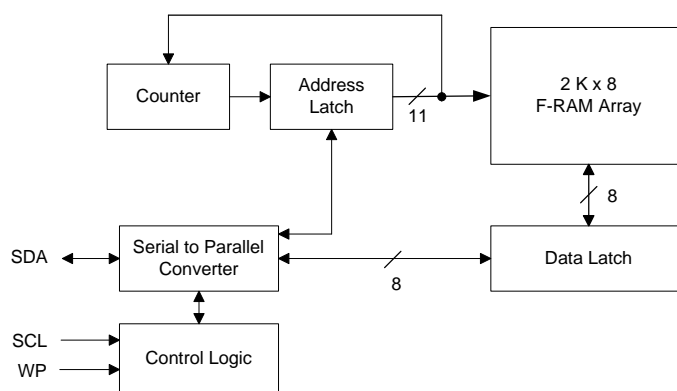 Counter
Address
Latch
11
2 K x 8
F-RAM Array
8
SDA
Serial to Parallel
Converter
8
Data Latch
SCL
WP
Control Logic